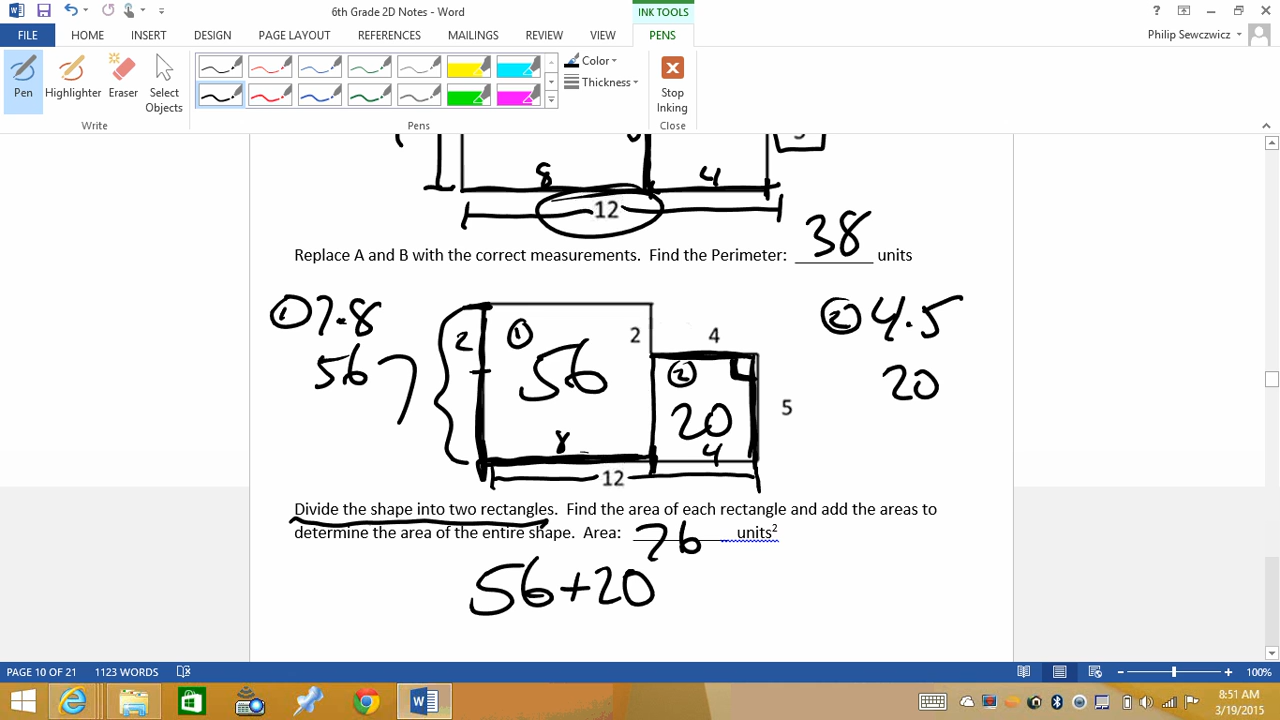 6th Grade 2D Notes - Word
INK TOOLS
?
FILE HOME INSERT DESIGN PAGE LAYOUT REFERENCES MAILINGS REVIEW VIEW PENS
Philip Sewczwicz
Pen Highlighter Eraser Select Objects
Color
Thickness
Stop Inking
Write Pens Close
8 4
12
38
Replace A and B with the correct measurements. Find the Perimeter: ________ units
① 7·8
② 4·5
2 ① 2 4
56 7 56 ② 20
20 5
8 4
12
Divide the shape into two rectangles. Find the area of each rectangle and add the areas to
determine the area of the entire shape. Area: 76 units²
56+20
PAGE 10 OF 21 1123 WORDS 100%
8:51 AM
3/19/2015